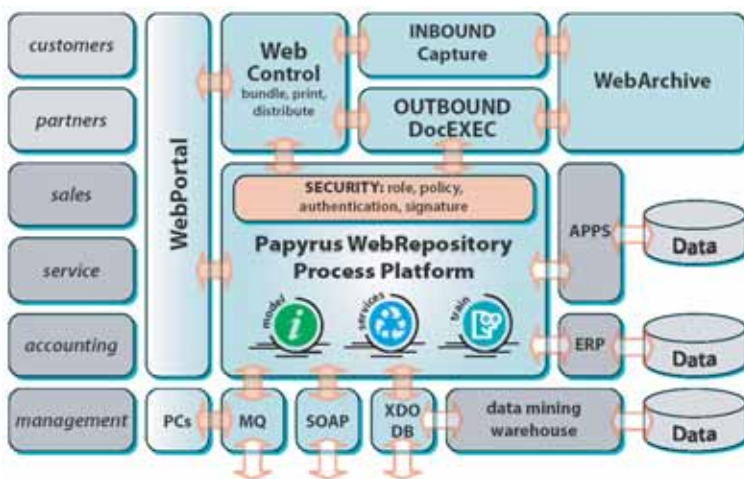 customers
partners
sales
service
accounting
management
WebPortal
PCs
Web
Control
bundle, print,
distribute
INBOUND
Capture
OUTBOUND
DocEXEC
WebArchive
SECURITY: role, policy,
authentication, signature
Papyrus WebRepository
Process Platform
model
services
train
APPS
Data
ERP
Data
MQ
SOAP
XDO
DB
data mining
warehouse
Data